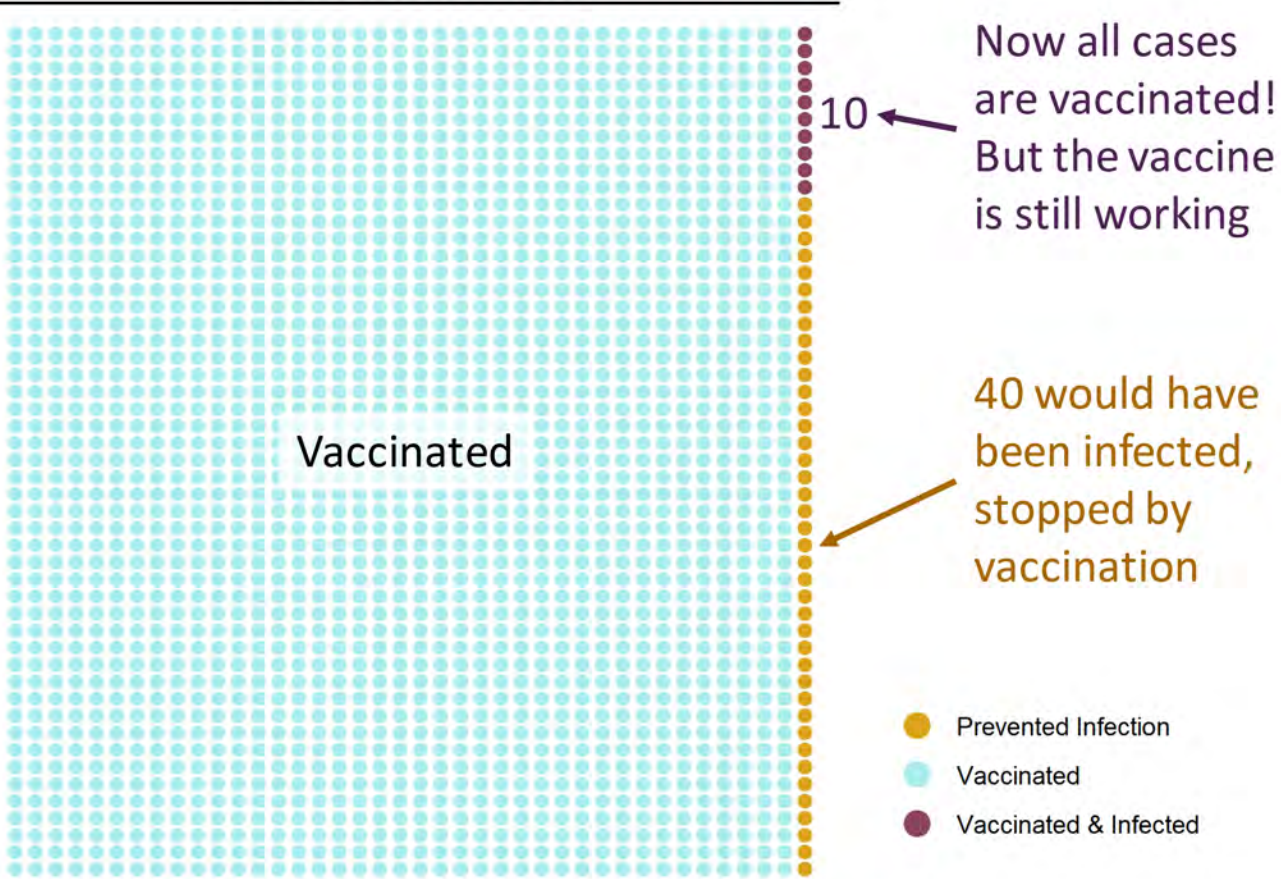 Now all cases
are vaccinated!
10
But the vaccine
is still working
Vaccinated
40 would have
been infected,
stopped by
vaccination
Prevented Infection
Vaccinated
Vaccinated & Infected